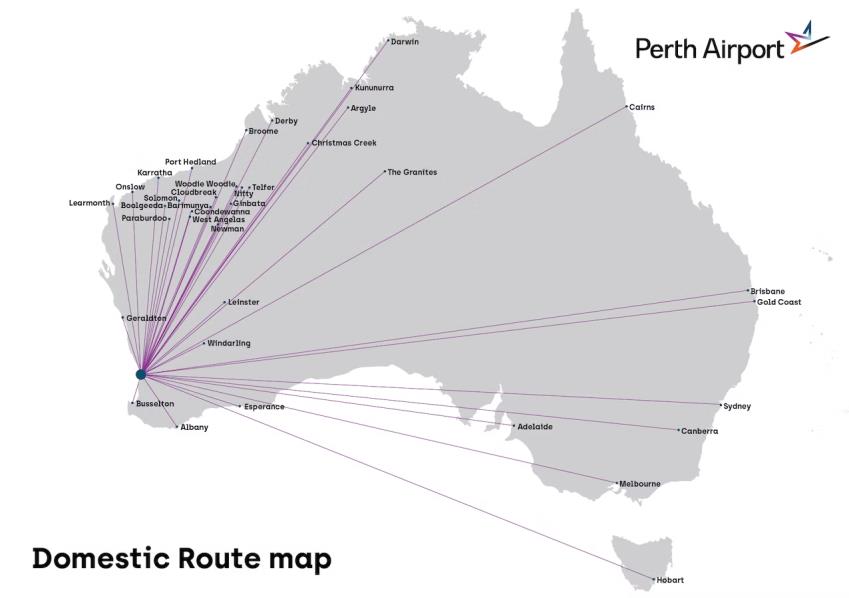 Perth Airport
Darwin
Kununurra
Argyle
Cairns
Derby
Broome
Christmas Creek
Port Hedland
Karratha
The Granites
Onslow
Woodie Woodie
Telfer
Cloudbreak
Nifty
Learmonth
Solomon
Boolgeeda
Barimunya
Ginbata
Coondewanna
Paraburdoo
West Angelas
Newman
Brisbane
Gold Coast
Leinster
Geraldton
Windarling
Busselton
Esperance
Sydney
Albany
Adelaide
Canberra
Melbourne
Domestic Route map
Hobart